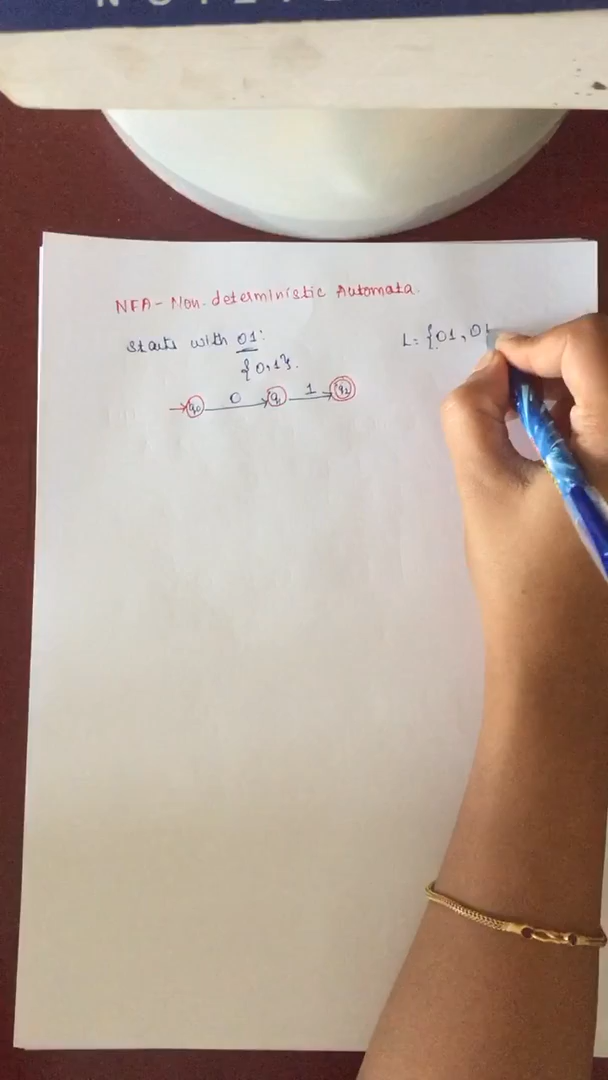 NFA - Non-deterministic Automata.
Starts with 01:
L = {01, 01
{0,1}.
q0 0 q1 1 q2